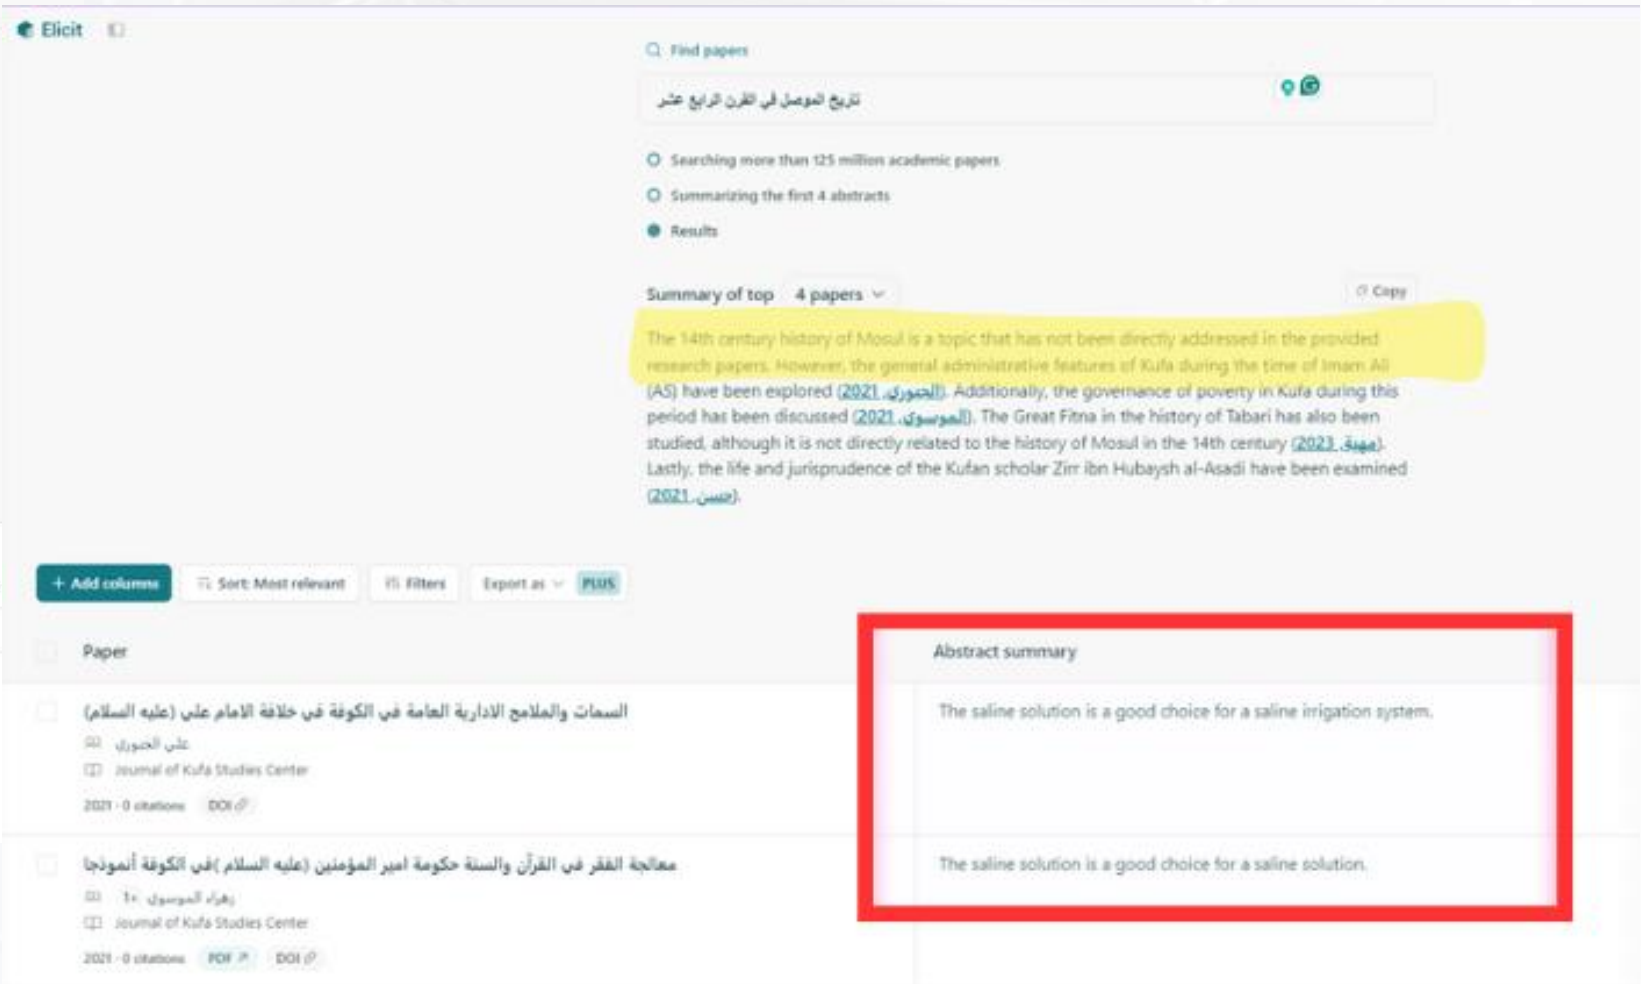 Elicit
Find papers
تاريخ الموصل في القرن الرابع عشر
Searching more than 125 million academic papers
Summarizing the first 4 abstracts
Results
Summary of top 4 papers
Copy
The 14th century history of Mosul is a topic that has not been directly addressed in the provided
research papers. However, the general administrative features of Kufa during the time of Imam Ali
(AS) have been explored (الجبوري, 2021). Additionally, the governance of poverty in Kufa during this
period has been discussed (الموسوي, 2021). The Great Fitna in the history of Tabari has also been
studied, although it is not directly related to the history of Mosul in the 14th century (مهية, 2023).
Lastly, the life and jurisprudence of the Kufan scholar Zirr ibn Hubaysh al-Asadi have been examined
(حسن, 2021).
+ Add columns Sort: Most relevant Filters Export as PLUS
Paper Abstract summary
السمات والملامح الادارية العامة في الكوفة في خلافة الامام علي (عليه السلام)
The saline solution is a good choice for a saline irrigation system.
علي الجبوري
Journal of Kufa Studies Center
2021 · 0 citations DOI
معالجة الفقر في القرآن والسنة حكومة امير المؤمنين (عليه السلام )في الكوفة أنموذجا
The saline solution is a good choice for a saline solution.
زهراء الموسوي +1
Journal of Kufa Studies Center
2021 · 0 citations PDF DOI